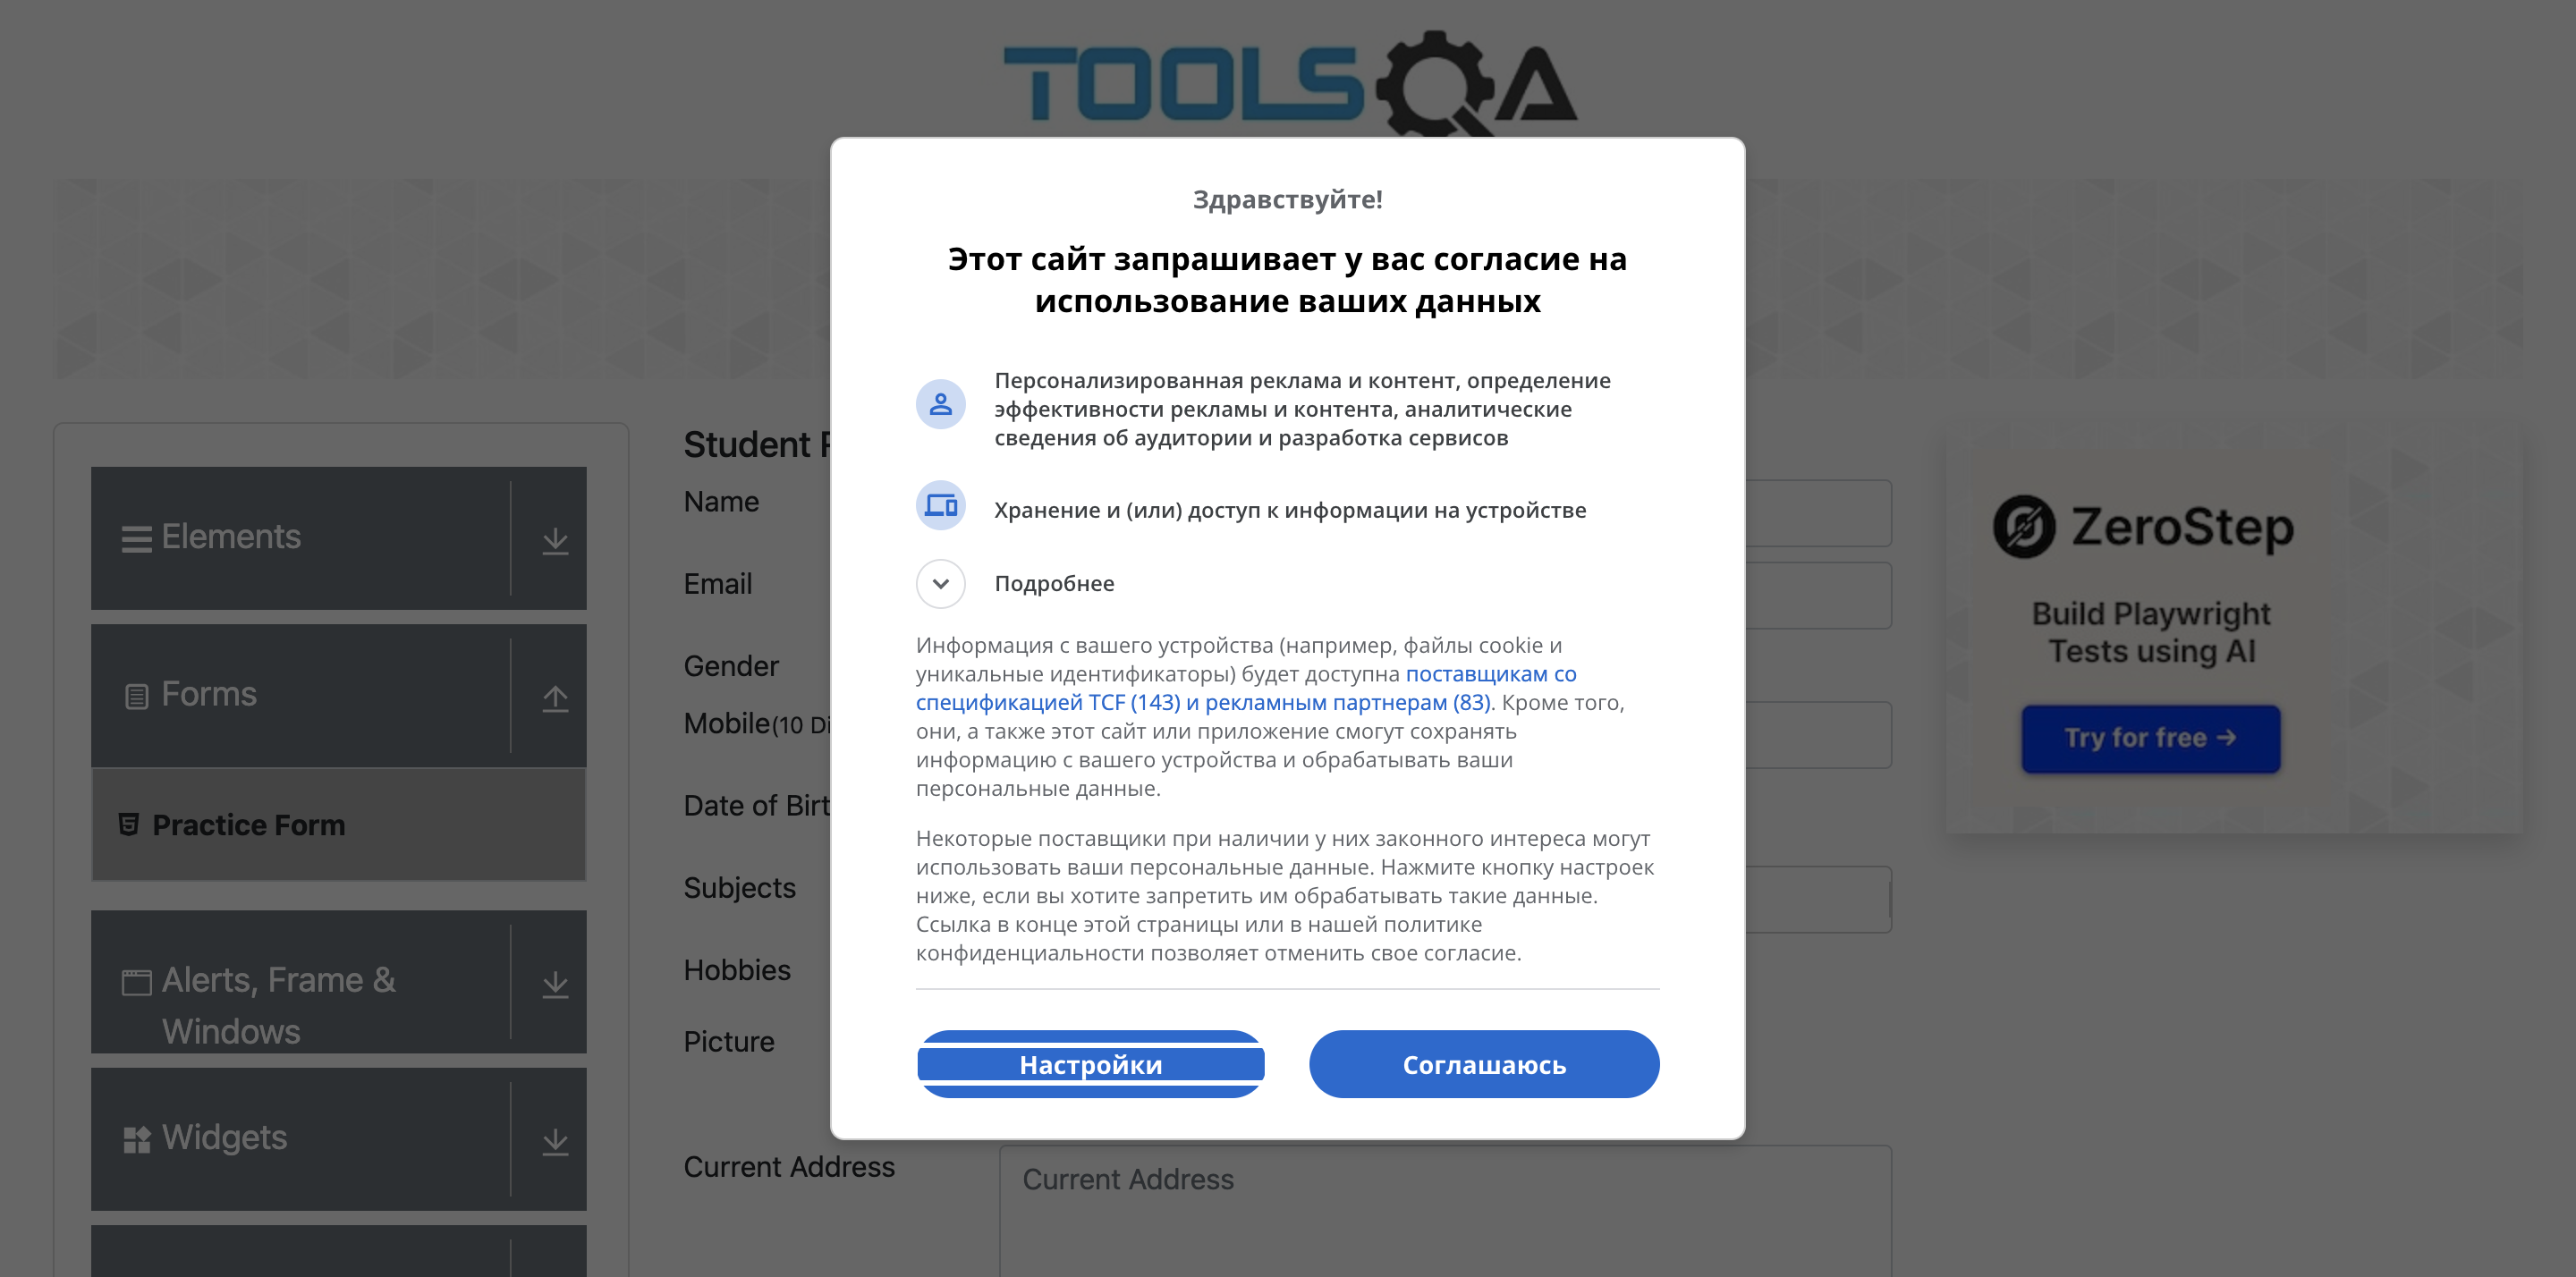 TOOLSQA
Здравствуйте!
Этот сайт запрашивает у вас согласие на
использование ваших данных
Персонализированная реклама и контент, определение
эффективности рекламы и контента, аналитические
сведения об аудитории и разработка сервисов
Хранение и (или) доступ к информации на устройстве
Подробнее
Информация с вашего устройства (например, файлы cookie и
уникальные идентификаторы) будет доступна поставщикам со
спецификацией TCF (143) и рекламным партнерам (83). Кроме того,
они, а также этот сайт или приложение смогут сохранять
информацию с вашего устройства и обрабатывать ваши
персональные данные.
Некоторые поставщики при наличии у них законного интереса могут
использовать ваши персональные данные. Нажмите кнопку настроек
ниже, если вы хотите запретить им обрабатывать такие данные.
Ссылка в конце этой страницы или в нашей политике
конфиденциальности позволяет отменить свое согласие.
Настройки
Соглашаюсь
Elements
Forms
Practice Form
Alerts, Frame &
Windows
Widgets
Student
Name
Email
Gender
Mobile(10
Date of
Subjects
Hobbies
Picture
Current Address
Current Address
ZeroStep
Build Playwright
Tests using AI
Try for free →